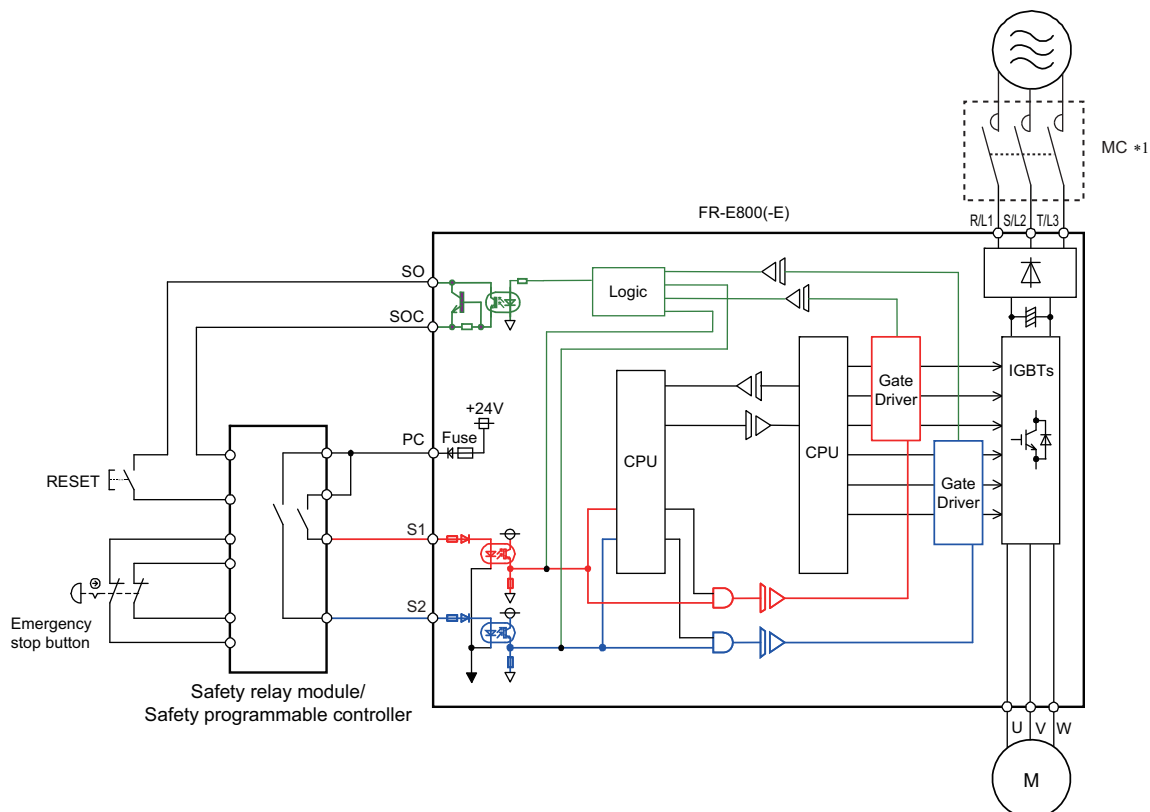 MC *1
FR-E800(-E)
R/L1 S/L2 T/L3
SO
SOC
Logic
IGBTs
Gate
Driver
+24V
PC
Fuse
CPU
CPU
Gate
Driver
RESET
S1
S2
Emergency
stop button
Safety relay module/
Safety programmable controller
U V W
M